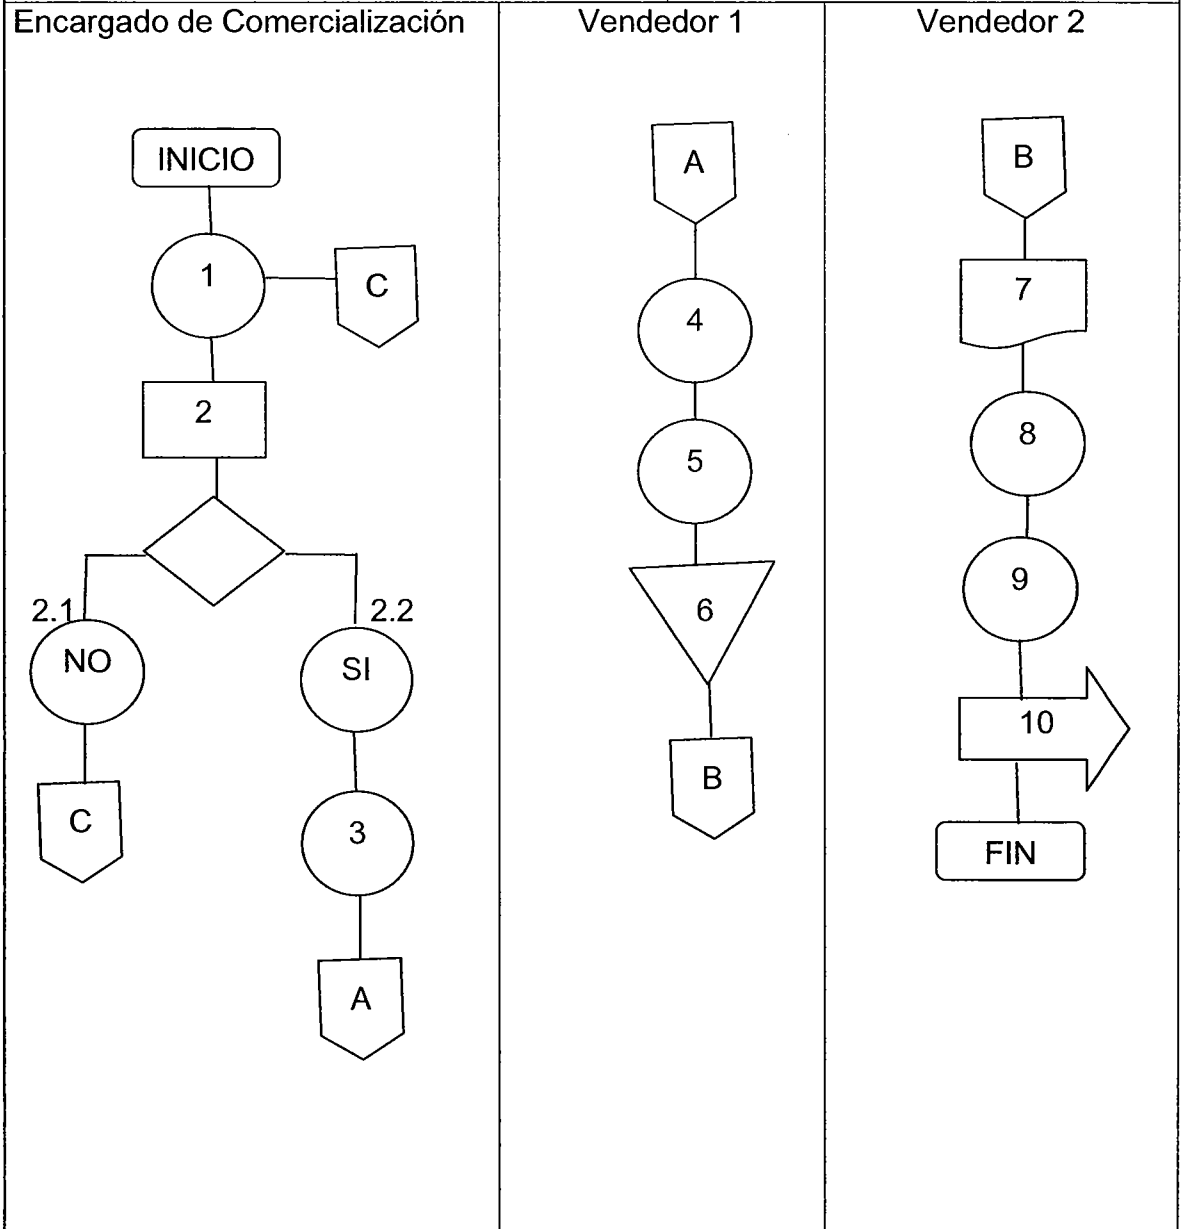 Encargado de Comercialización
Vendedor 1
Vendedor 2
INICIO
1
C
2
2.1
2.2
NO
SI
C
3
A
A
4
5
6
B
B
7
8
9
10
FIN